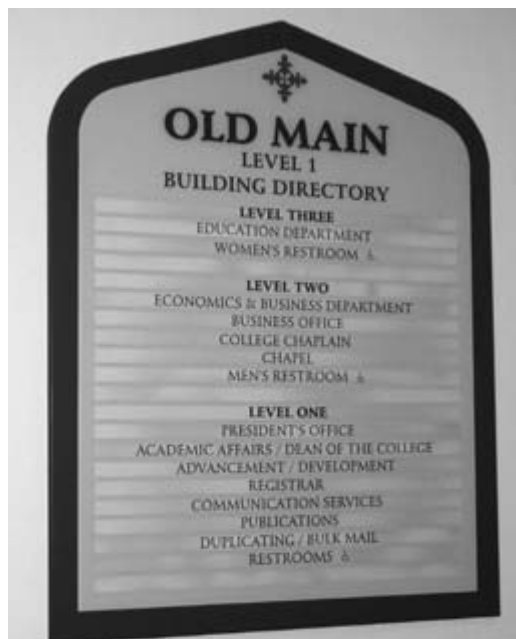 OLD MAIN
LEVEL 1
BUILDING DIRECTORY
LEVEL THREE
EDUCATION DEPARTMENT
WOMEN'S RESTROOM
LEVEL TWO
ECONOMICS & BUSINESS DEPARTMENT
BUSINESS OFFICE
COLLEGE CHAPLAIN
CHAPEL
MEN'S RESTROOM
LEVEL ONE
PRESIDENT'S OFFICE
ACADEMIC AFFAIRS / DEAN OF THE COLLEGE
ADVANCEMENT / DEVELOPMENT
REGISTRAR
COMMUNICATION SERVICES
PUBLICATIONS
DUPLICATING / BULK MAIL
RESTROOMS